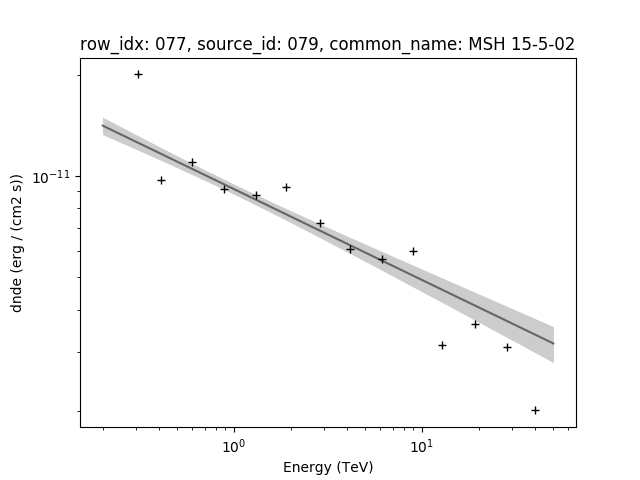 row_idx: 077, source_id: 079, common_name: MSH 15-5-02
dnde (erg / (cm2 s))
10⁻¹¹
10⁰ 10¹
Energy (TeV)